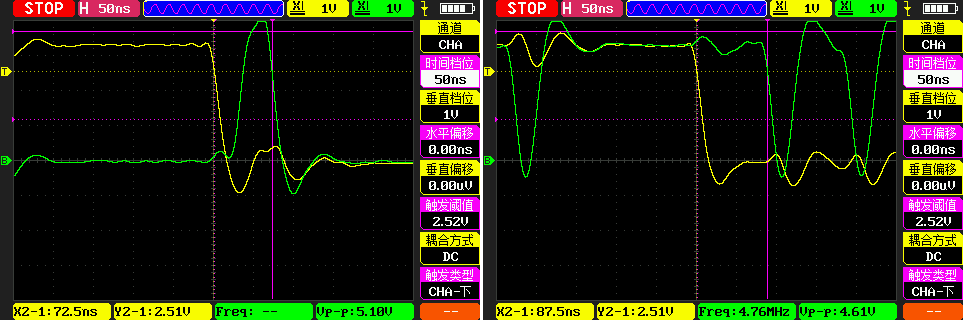 STOP H 50ns X1 1V X1 1V
通道
CHA
时间档位
50ns
垂直档位
1V
水平偏移
0.00ns
垂直偏移
0.00uV
触发阈值
2.52V
耦合方式
DC
触发类型
CHA-下
T
B
X2-1:72.5ns Y2-1:2.51V Freq: -- Vp-p:5.10V --
STOP H 50ns X1 1V X1 1V
通道
CHA
时间档位
50ns
垂直档位
1V
水平偏移
0.00ns
垂直偏移
0.00uV
触发阈值
2.52V
耦合方式
DC
触发类型
CHA-下
T
B
X2-1:87.5ns Y2-1:2.51V Freq:4.76MHz Vp-p:4.61V --